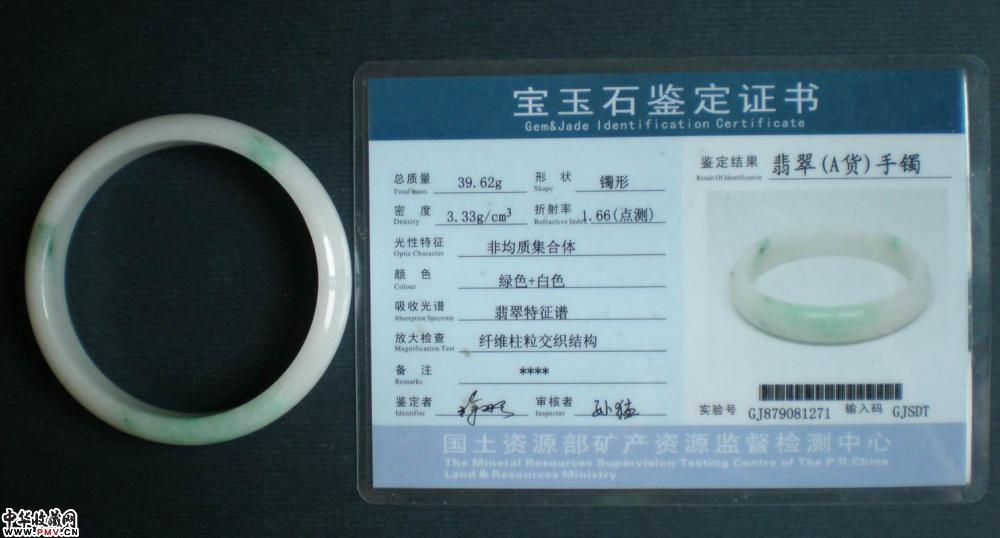 宝玉石鉴定证书
Gem&Jade Identification Certificate
总质量 39.62g 形状 镯形
Total mass Shape
密度 3.33g/cm³ 折射率 1.66(点测)
Density Refractive Index
光性特征 非均质集合体
Optic Character
颜色 绿色+白色
Colour
吸收光谱 翡翠特征谱
Absorption Spectrum
放大检查 纤维柱粒交织结构
Magnification Test
备注 ****
Remarks
鉴定者 审核者
Identifier Inspecter
鉴定结果 翡翠(A货)手镯
Result Of Identification
实验号 GJ879081271 输入码 GJSDT
国土资源部矿产资源监督检测中心
The Mineral Resources Supervision Testing Centre of The P.R.China
Land & Resources Ministry
中华收藏网
WWW.PMV.CN